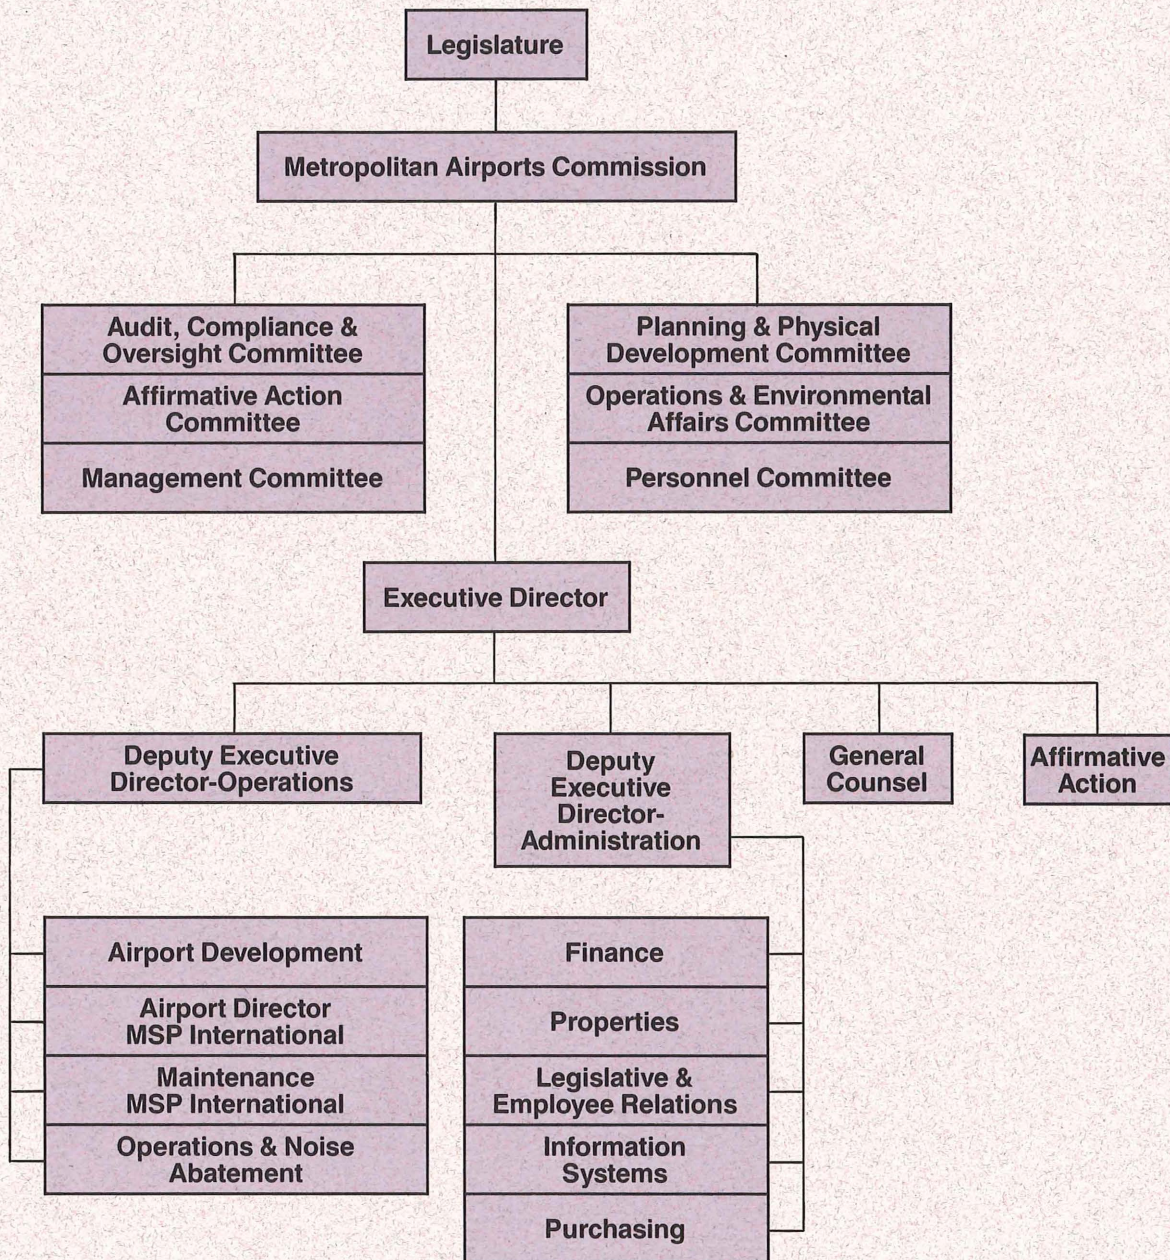 Legislature
Metropolitan Airports Commission
Audit, Compliance &
Oversight Committee
Affirmative Action
Committee
Management Committee
Planning & Physical
Development Committee
Operations & Environmental
Affairs Committee
Personnel Committee
Executive Director
Deputy Executive
Director-Operations
Deputy
Executive
Director-
Administration
General
Counsel
Affirmative
Action
Airport Development
Airport Director
MSP International
Maintenance
MSP International
Operations & Noise
Abatement
Finance
Properties
Legislative &
Employee Relations
Information
Systems
Purchasing